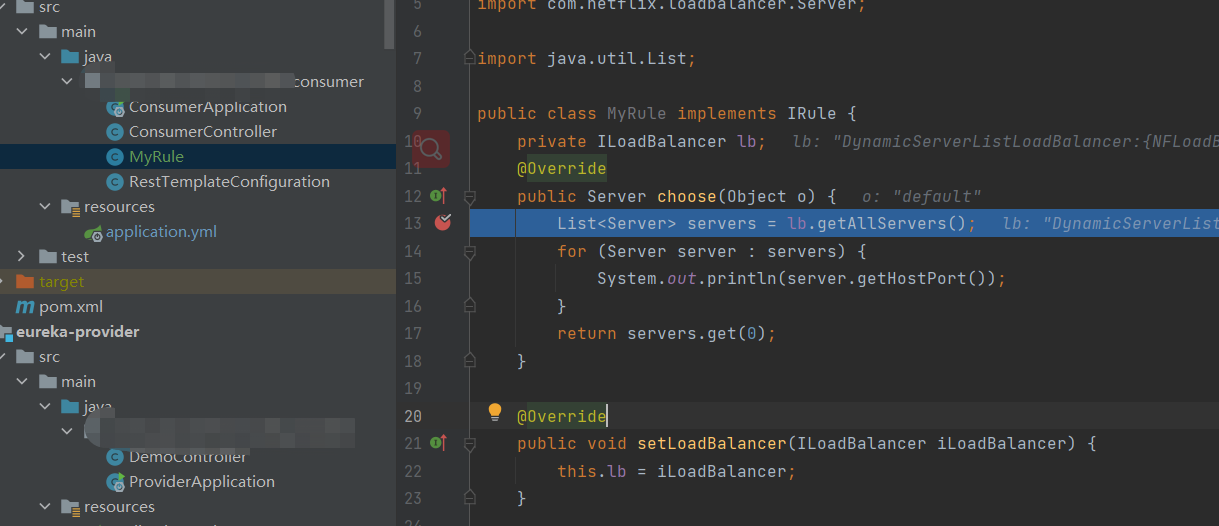 src
main
java
consumer
ConsumerApplication
ConsumerController
MyRule
RestTemplateConfiguration
resources
application.yml
test
target
m pom.xml
eureka-provider
src
main
java
DemoController
ProviderApplication
resources
5 import com.netflix.loadbalancer.Server;
6
7 import java.util.List;
8
9 public class MyRule implements IRule {
10 private ILoadBalancer lb; lb: "DynamicServerListLoadBalancer:{NFLoadB
11 @Override
12 public Server choose(Object o) { o: "default"
13 List<Server> servers = lb.getAllServers(); lb: "DynamicServerList
14 for (Server server : servers) {
15 System.out.println(server.getHostPort());
16 }
17 return servers.get(0);
18 }
19
20 @Override
21 public void setLoadBalancer(ILoadBalancer iLoadBalancer) {
22 this.lb = iLoadBalancer;
23 }